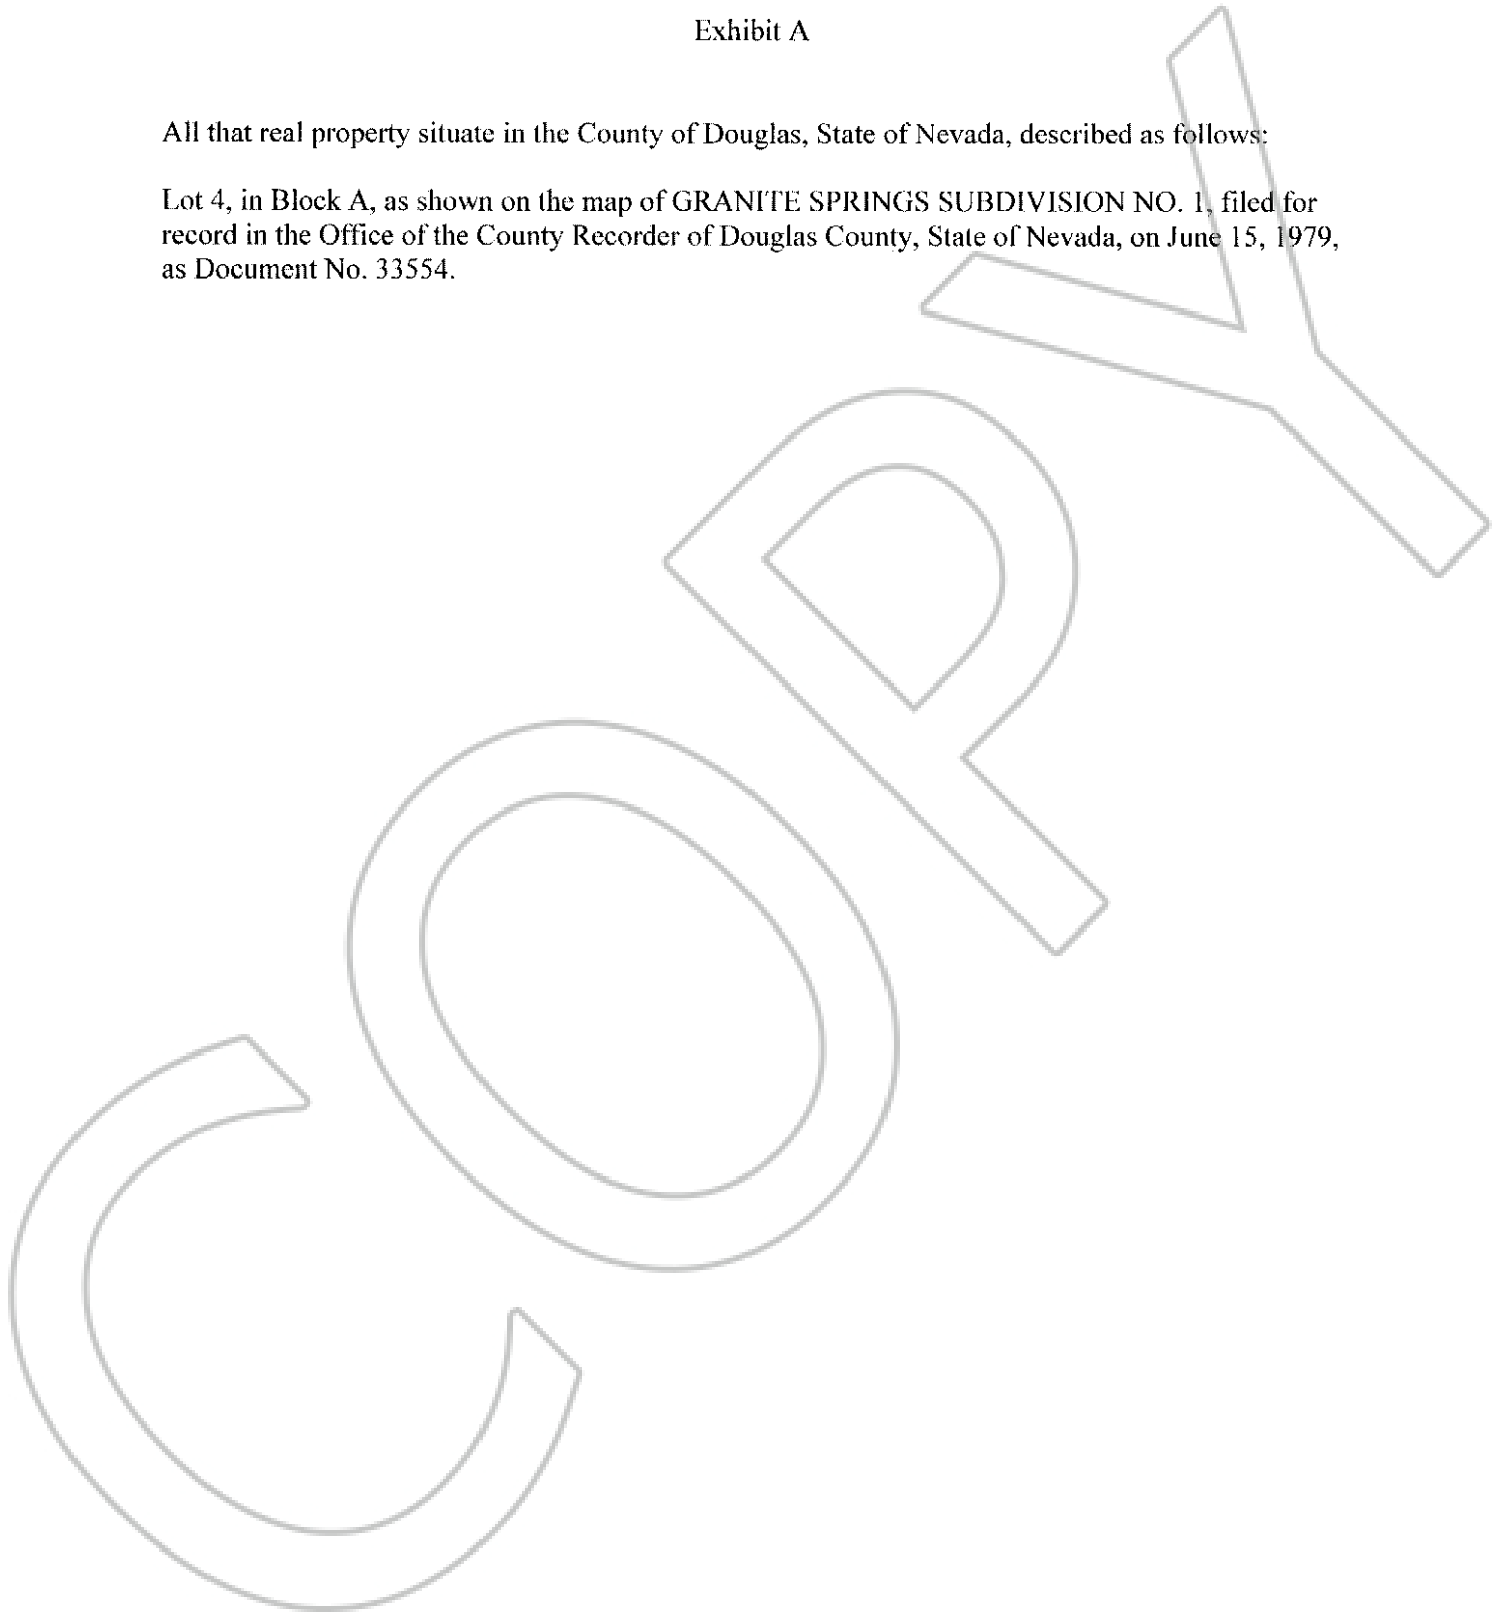 Exhibit A
All that real property situate in the County of Douglas, State of Nevada, described as follows:
Lot 4, in Block A, as shown on the map of GRANITE SPRINGS SUBDIVISION NO. 1, filed for
record in the Office of the County Recorder of Douglas County, State of Nevada, on June 15, 1979,
as Document No. 33554.
COPY